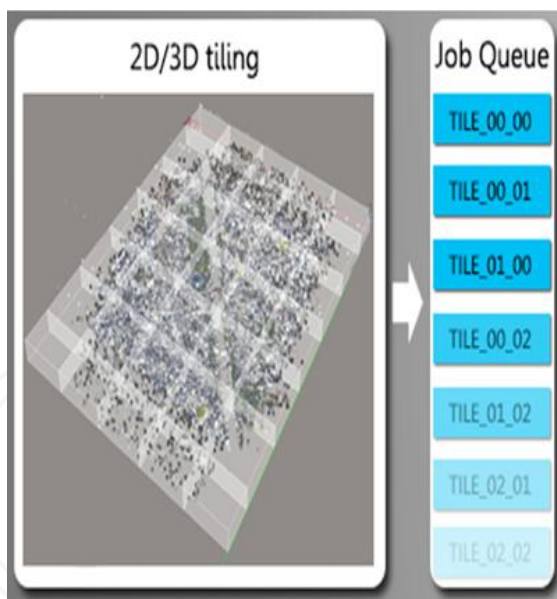 2D/3D tiling
Job Queue
TILE_00_00
TILE_00_01
TILE_01_00
TILE_00_02
TILE_01_02
TILE_02_01
TILE_02_02